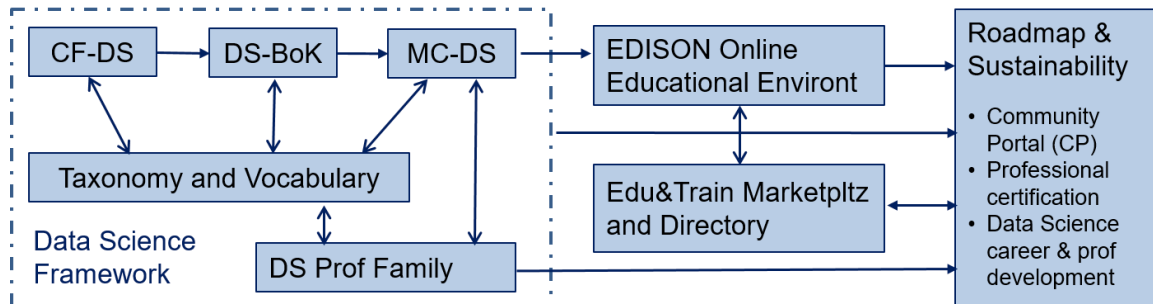 CF-DS
DS-BoK
MC-DS
Taxonomy and Vocabulary
Data Science
Framework
DS Prof Family
EDISON Online
Educational Environt
Edu&Train Marketpltz
and Directory
Roadmap &
Sustainability
• Community
Portal (CP)
• Professional
certification
• Data Science
career & prof
development